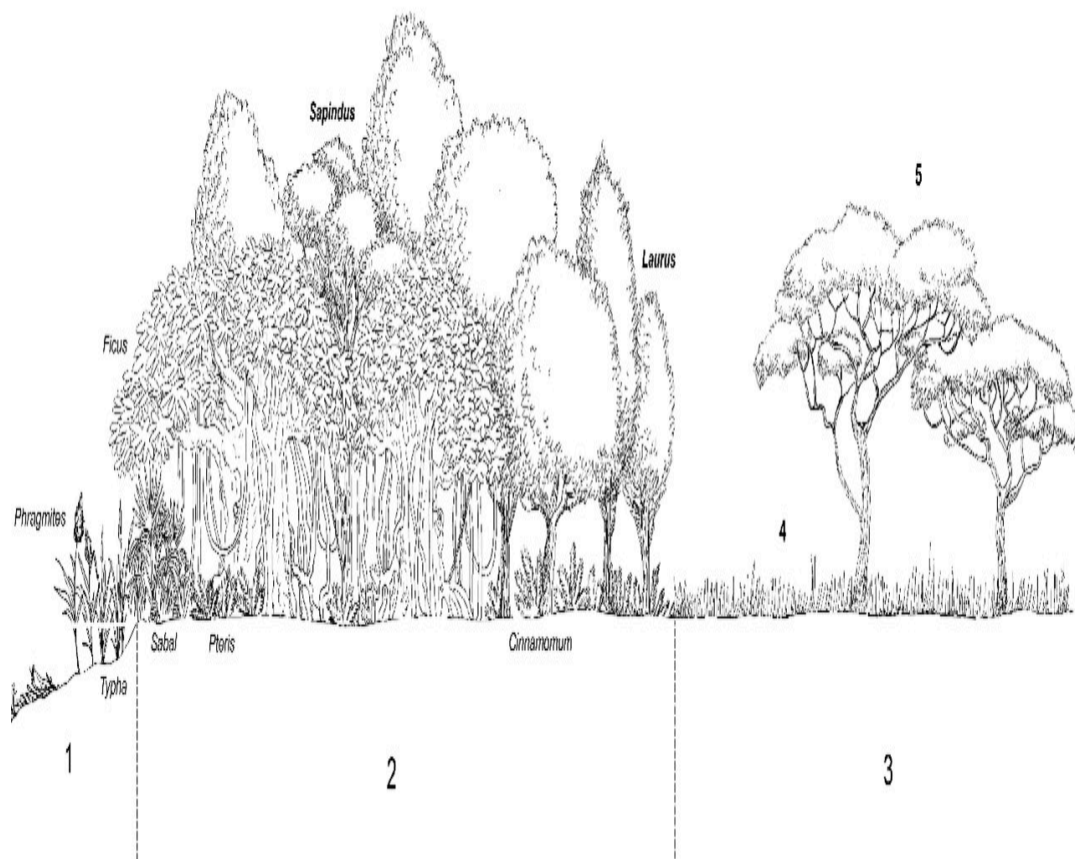 Sapindus
5
Laurus
Ficus
Phragmites
4
Sabal
Pteris
Cinnamomum
Typha
1
2
3